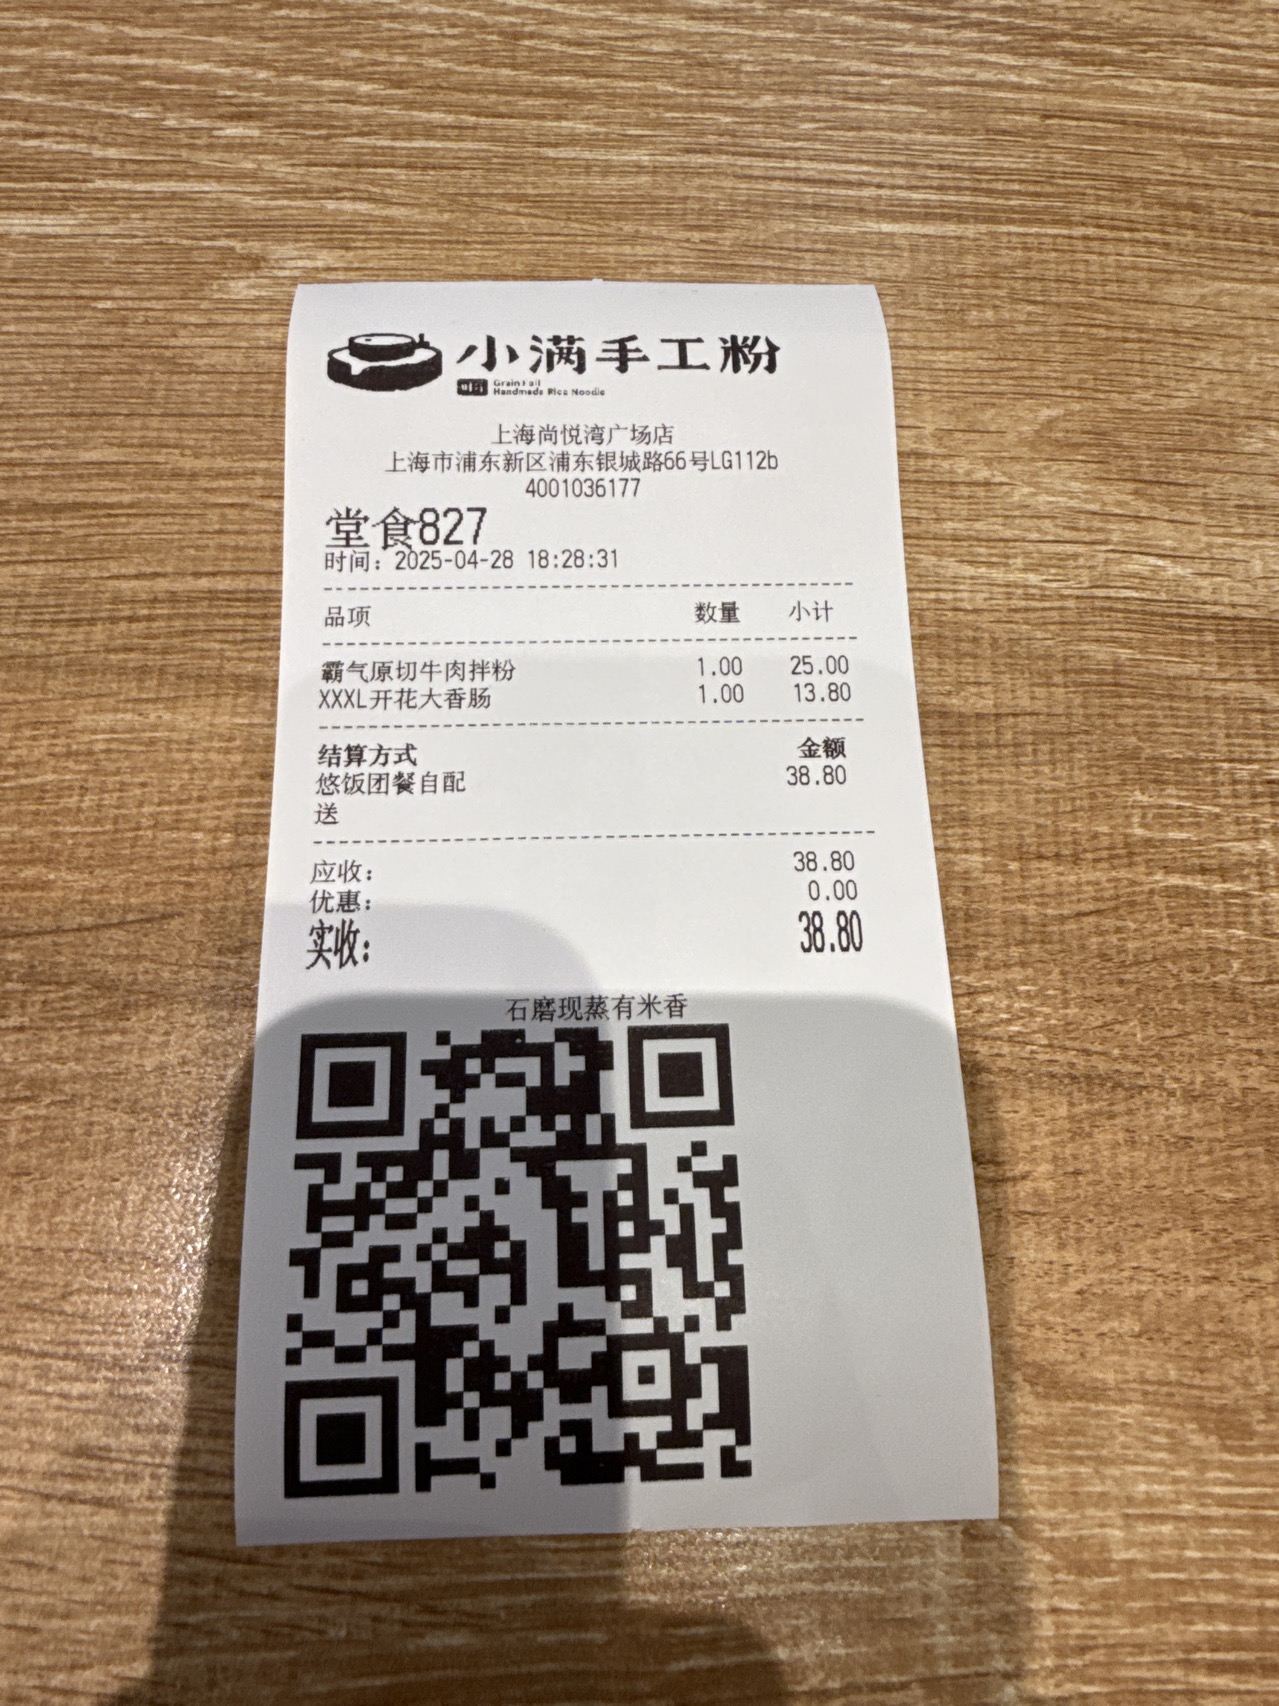 小满手工粉
Handmade Rice Noodle
上海尚悦湾广场店
上海市浦东新区浦东银城路66号LG112b
4001036177
堂食827
时间：2025-04-28 18:28:31
品项 数量 小计
霸气原切牛肉拌粉 1.00 25.00
XXXL开花大香肠 1.00 13.80
结算方式 金额
悠饭团餐自配 38.80
送
应收： 38.80
优惠： 0.00
实收： 38.80
石磨现蒸有米香